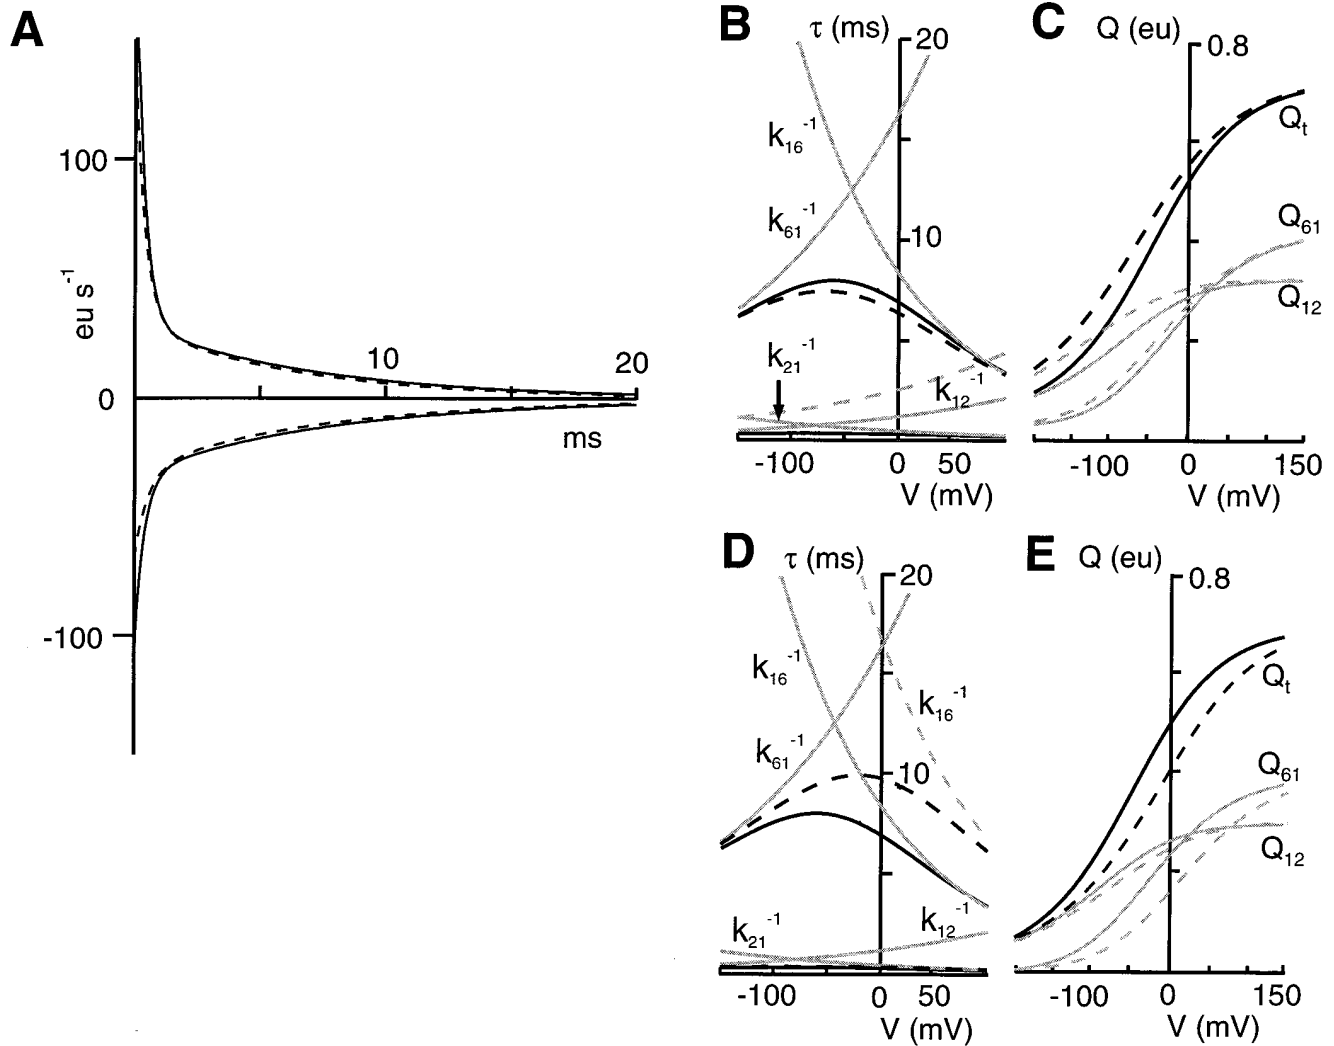 A
100
0
-100
eu s-1
10
20
ms
B
τ (ms)
20
10
k16-1
k61-1
k21-1
k12-1
-100
0
50
V (mV)
C
Q (eu)
0.8
Qt
Q61
Q12
-100
0
150
V (mV)
D
τ (ms)
20
10
k16-1
k16-1
k61-1
k21-1
k12-1
-100
0
50
V (mV)
E
Q (eu)
0.8
Qt
Q61
Q12
-100
0
150
V (mV)